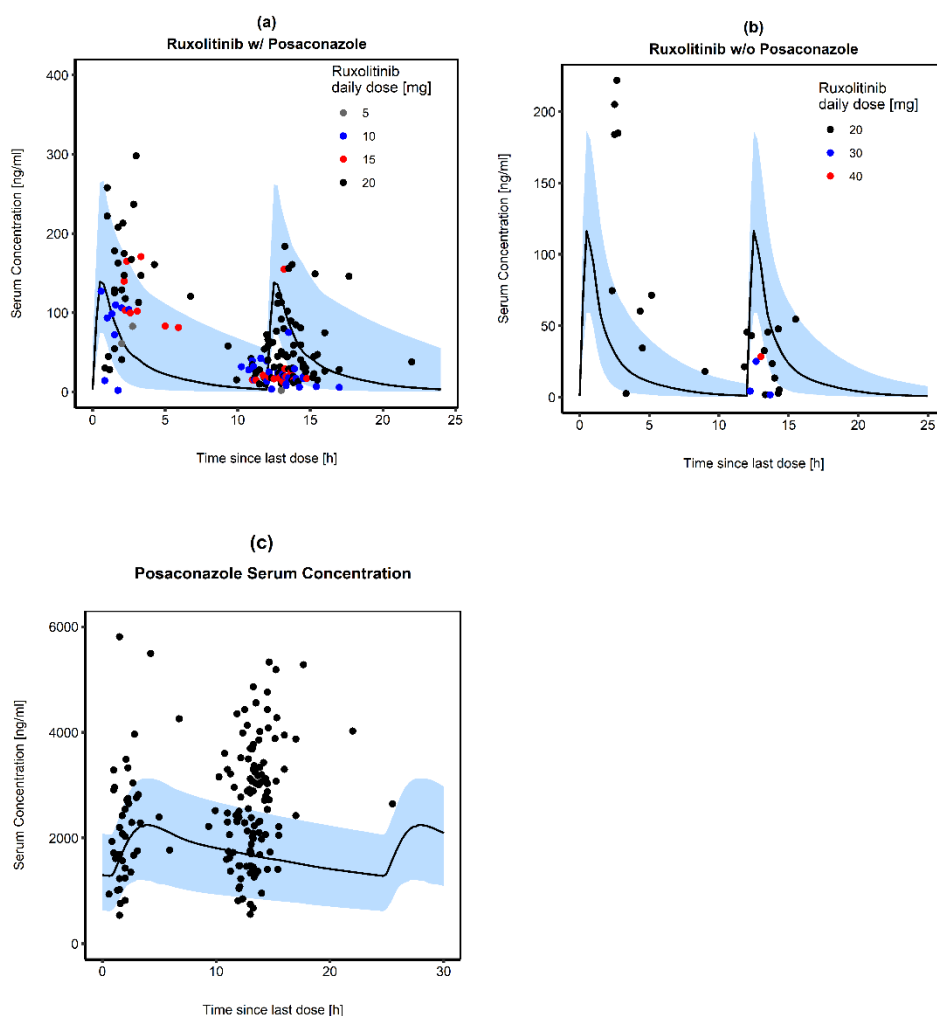 (a)
Ruxolitinib w/ Posaconazole
Serum Concentration [ng/ml]
400
300
200
100
0
0 5 10 15 20 25
Time since last dose [h]
Ruxolitinib
daily dose [mg]
5
10
15
20
(b)
Ruxolitinib w/o Posaconazole
Serum Concentration [ng/ml]
200
150
100
50
0
0 5 10 15 20 25
Time since last dose [h]
Ruxolitinib
daily dose [mg]
20
30
40
(c)
Posaconazole Serum Concentration
Serum Concentration [ng/ml]
6000
4000
2000
0
0 10 20 30
Time since last dose [h]